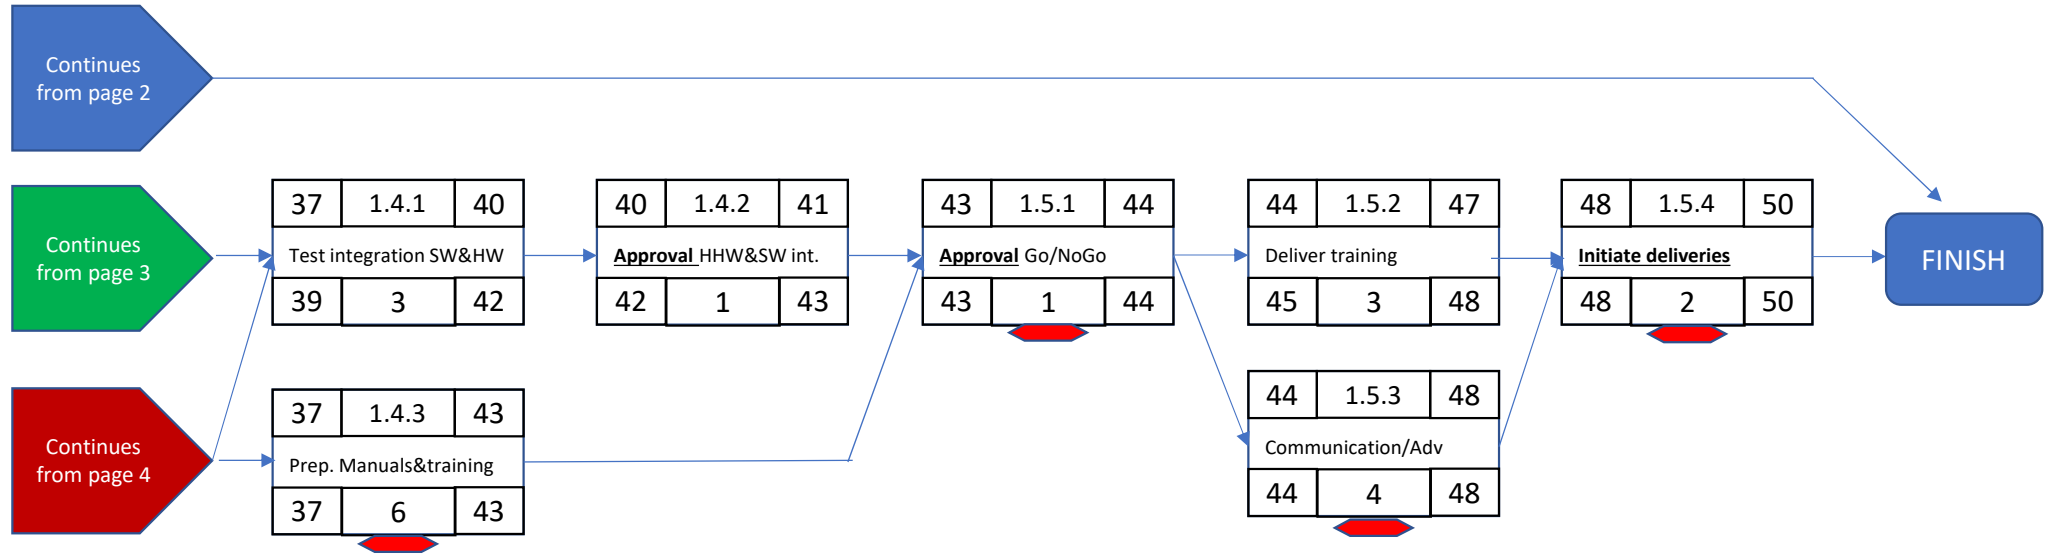 Continues
from page 2
Continues
from page 3
Continues
from page 4
37 1.4.1 40
Test integration SW&HW
39 3 42
40 1.4.2 41
Approval HHW&SW int.
42 1 43
43 1.5.1 44
Approval Go/NoGo
43 1 44
44 1.5.2 47
Deliver training
45 3 48
48 1.5.4 50
Initiate deliveries
48 2 50
FINISH
37 1.4.3 43
Prep. Manuals&training
37 6 43
44 1.5.3 48
Communication/Adv
44 4 48